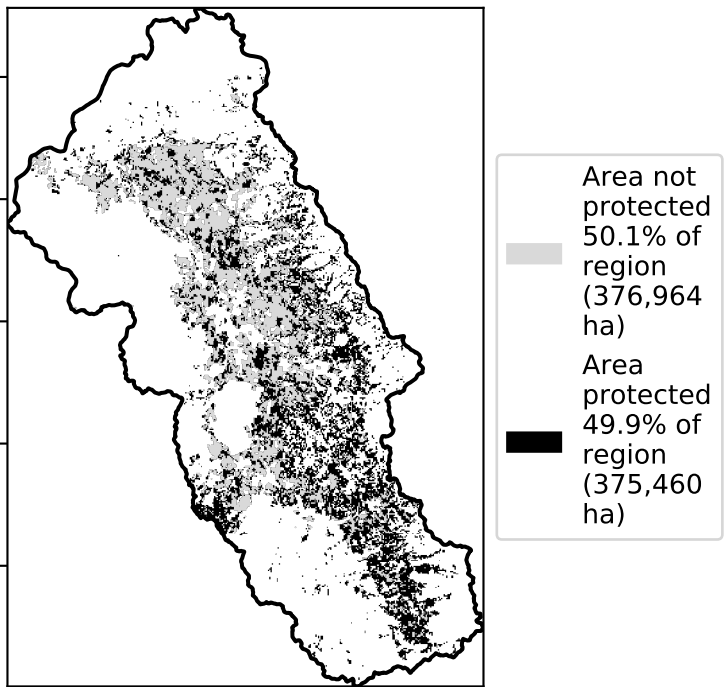 Area not
protected
50.1% of
region
(376,964
ha)
Area
protected
49.9% of
region
(375,460
ha)